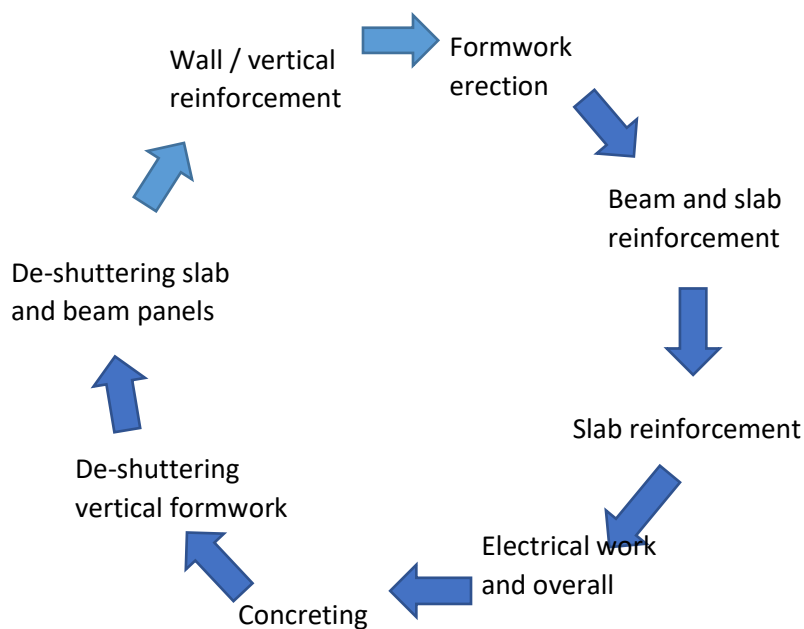 Wall / vertical
reinforcement
Formwork
erection
Beam and slab
reinforcement
Slab reinforcement
Electrical work
and overall
Concreting
De-shuttering
vertical formwork
De-shuttering slab
and beam panels